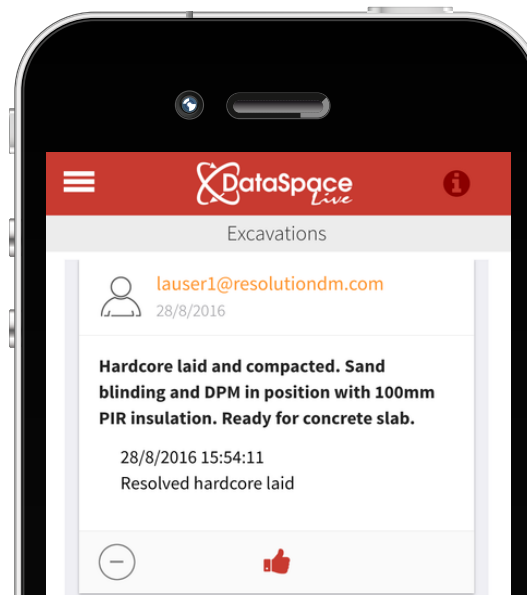 DataSpace
Live
Excavations
lauser1@resolutiondm.com
28/8/2016
Hardcore laid and compacted. Sand
blinding and DPM in position with 100mm
PIR insulation. Ready for concrete slab.
28/8/2016 15:54:11
Resolved hardcore laid